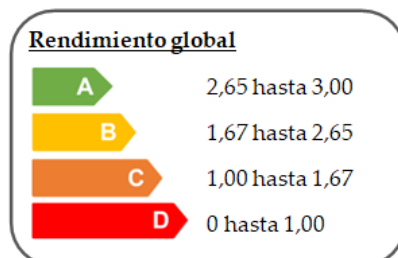 Rendimiento global
A 2,65 hasta 3,00
B 1,67 hasta 2,65
C 1,00 hasta 1,67
D 0 hasta 1,00